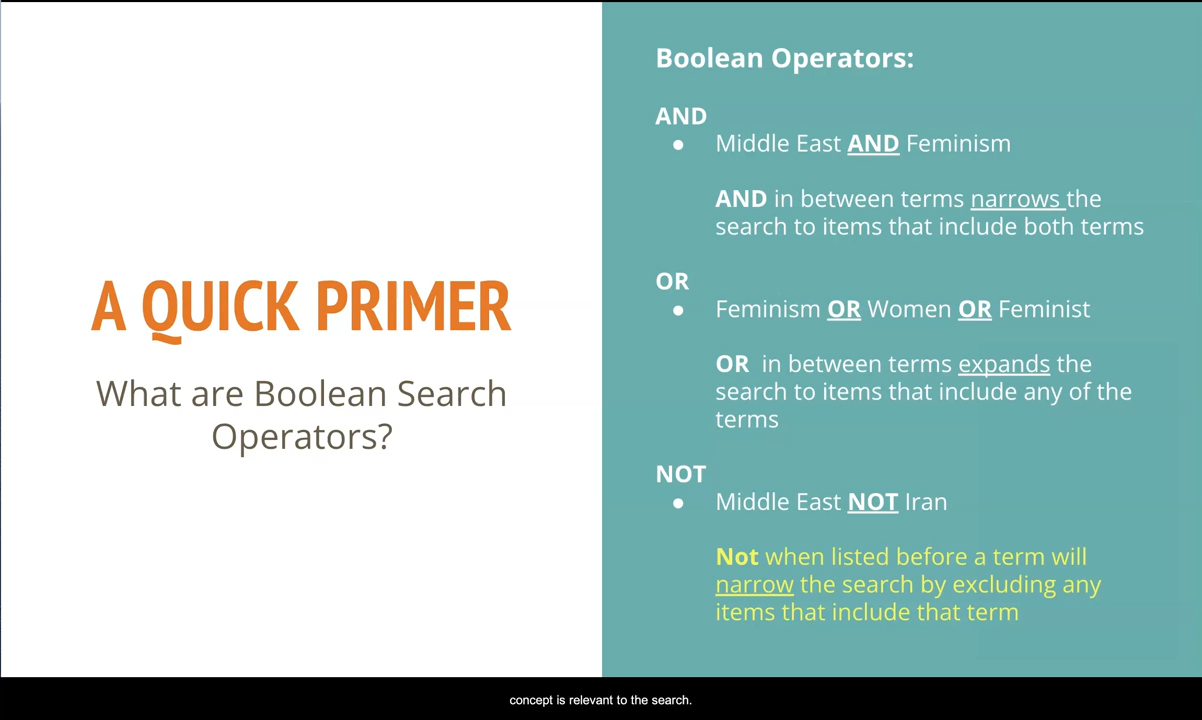 A QUICK PRIMER
What are Boolean Search
Operators?
Boolean Operators:
AND
● Middle East AND Feminism
AND in between terms narrows the
search to items that include both terms
OR
● Feminism OR Women OR Feminist
OR in between terms expands the
search to items that include any of the
terms
NOT
● Middle East NOT Iran
Not when listed before a term will
narrow the search by excluding any
items that include that term
concept is relevant to the search.